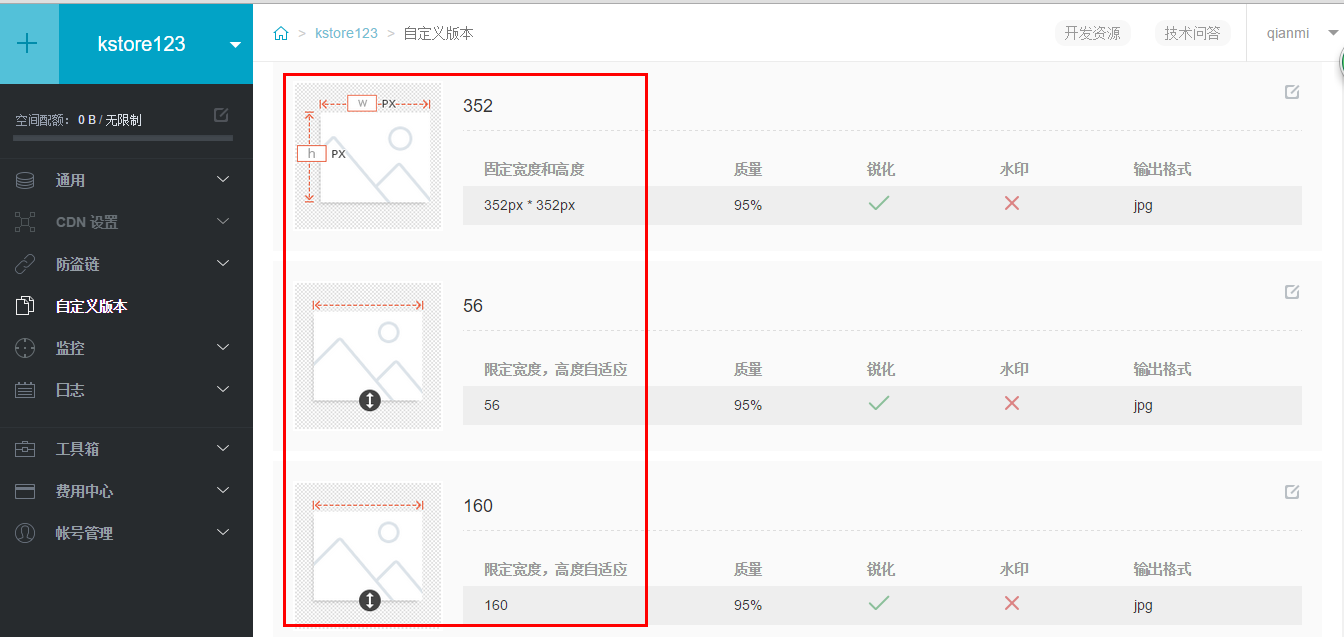 kstore123
> kstore123 > 自定义版本
开发资源
技术问答
qianmi
空间配额： 0 B / 无限制
通用
CDN 设置
防盗链
自定义版本
监控
日志
工具箱
费用中心
帐号管理
w PX
h PX
352
固定宽度和高度 质量 锐化 水印 输出格式
352px * 352px 95% jpg
56
限定宽度，高度自适应 质量 锐化 水印 输出格式
56 95% jpg
160
限定宽度，高度自适应 质量 锐化 水印 输出格式
160 95% jpg